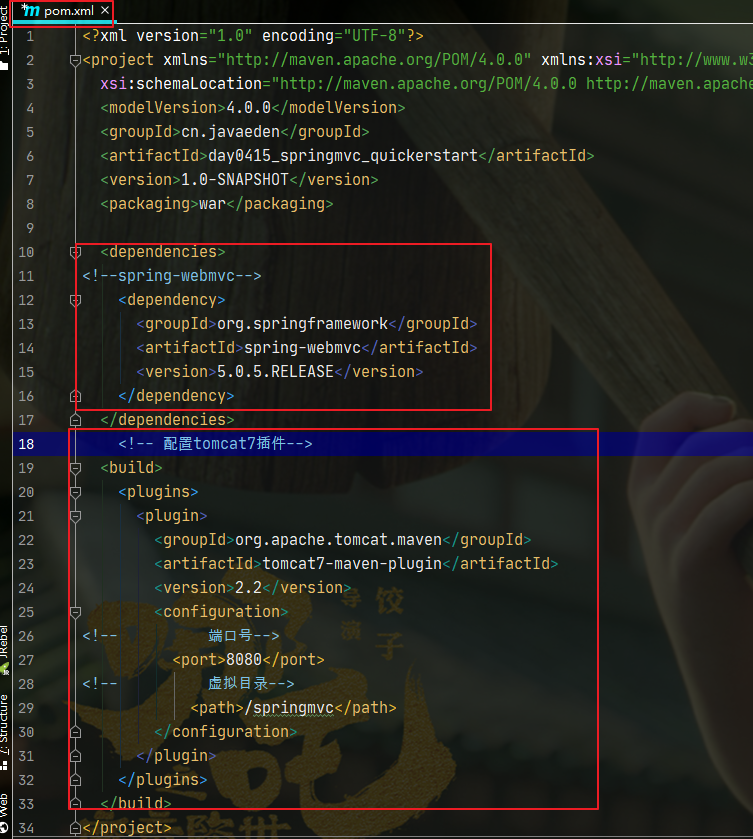 1: Project
*m pom.xml ×
1 <?xml version="1.0" encoding="UTF-8"?>
2 <project xmlns="http://maven.apache.org/POM/4.0.0" xmlns:xsi="http://www.w3
3 xsi:schemaLocation="http://maven.apache.org/POM/4.0.0 http://maven.apache
4 <modelVersion>4.0.0</modelVersion>
5 <groupId>cn.javaeden</groupId>
6 <artifactId>day0415_springmvc_quickerstart</artifactId>
7 <version>1.0-SNAPSHOT</version>
8 <packaging>war</packaging>
9
10 <dependencies>
11 <!--spring-webmvc-->
12 <dependency>
13 <groupId>org.springframework</groupId>
14 <artifactId>spring-webmvc</artifactId>
15 <version>5.0.5.RELEASE</version>
16 </dependency>
17 </dependencies>
18 <!-- 配置tomcat7插件-->
19 <build>
20 <plugins>
21 <plugin>
22 <groupId>org.apache.tomcat.maven</groupId>
23 <artifactId>tomcat7-maven-plugin</artifactId>
24 <version>2.2</version>
25 <configuration>
26 <!-- 端口号-->
27 <port>8080</port>
28 <!-- 虚拟目录-->
29 <path>/springmvc</path>
30 </configuration>
31 </plugin>
32 </plugins>
33 </build>
34 </project>
JRebel
7: Structure
Web
导演
饺子